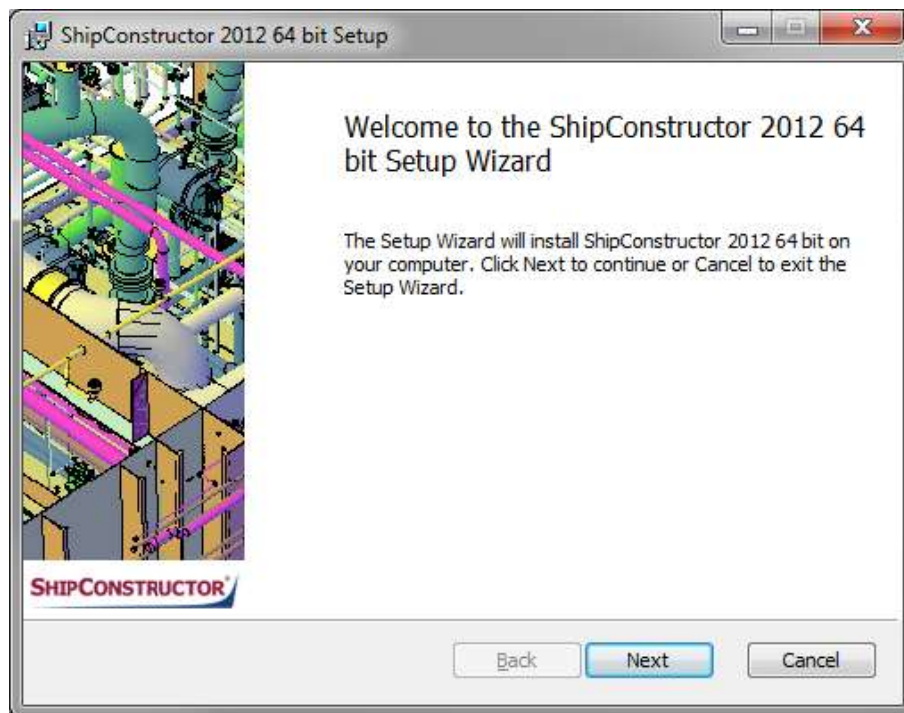 ShipConstructor 2012 64 bit Setup
Welcome to the ShipConstructor 2012 64
bit Setup Wizard
The Setup Wizard will install ShipConstructor 2012 64 bit on
your computer. Click Next to continue or Cancel to exit the
Setup Wizard.
SHIPCONSTRUCTOR®
Back Next Cancel